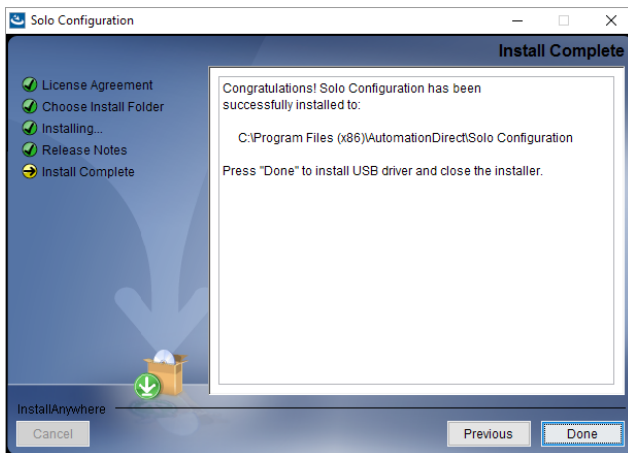 Solo Configuration
Install Complete
License Agreement
Choose Install Folder
Installing...
Release Notes
Install Complete
Congratulations! Solo Configuration has been
successfully installed to:
C:\Program Files (x86)\AutomationDirect\Solo Configuration
Press "Done" to install USB driver and close the installer.
InstallAnywhere
Cancel
Previous
Done